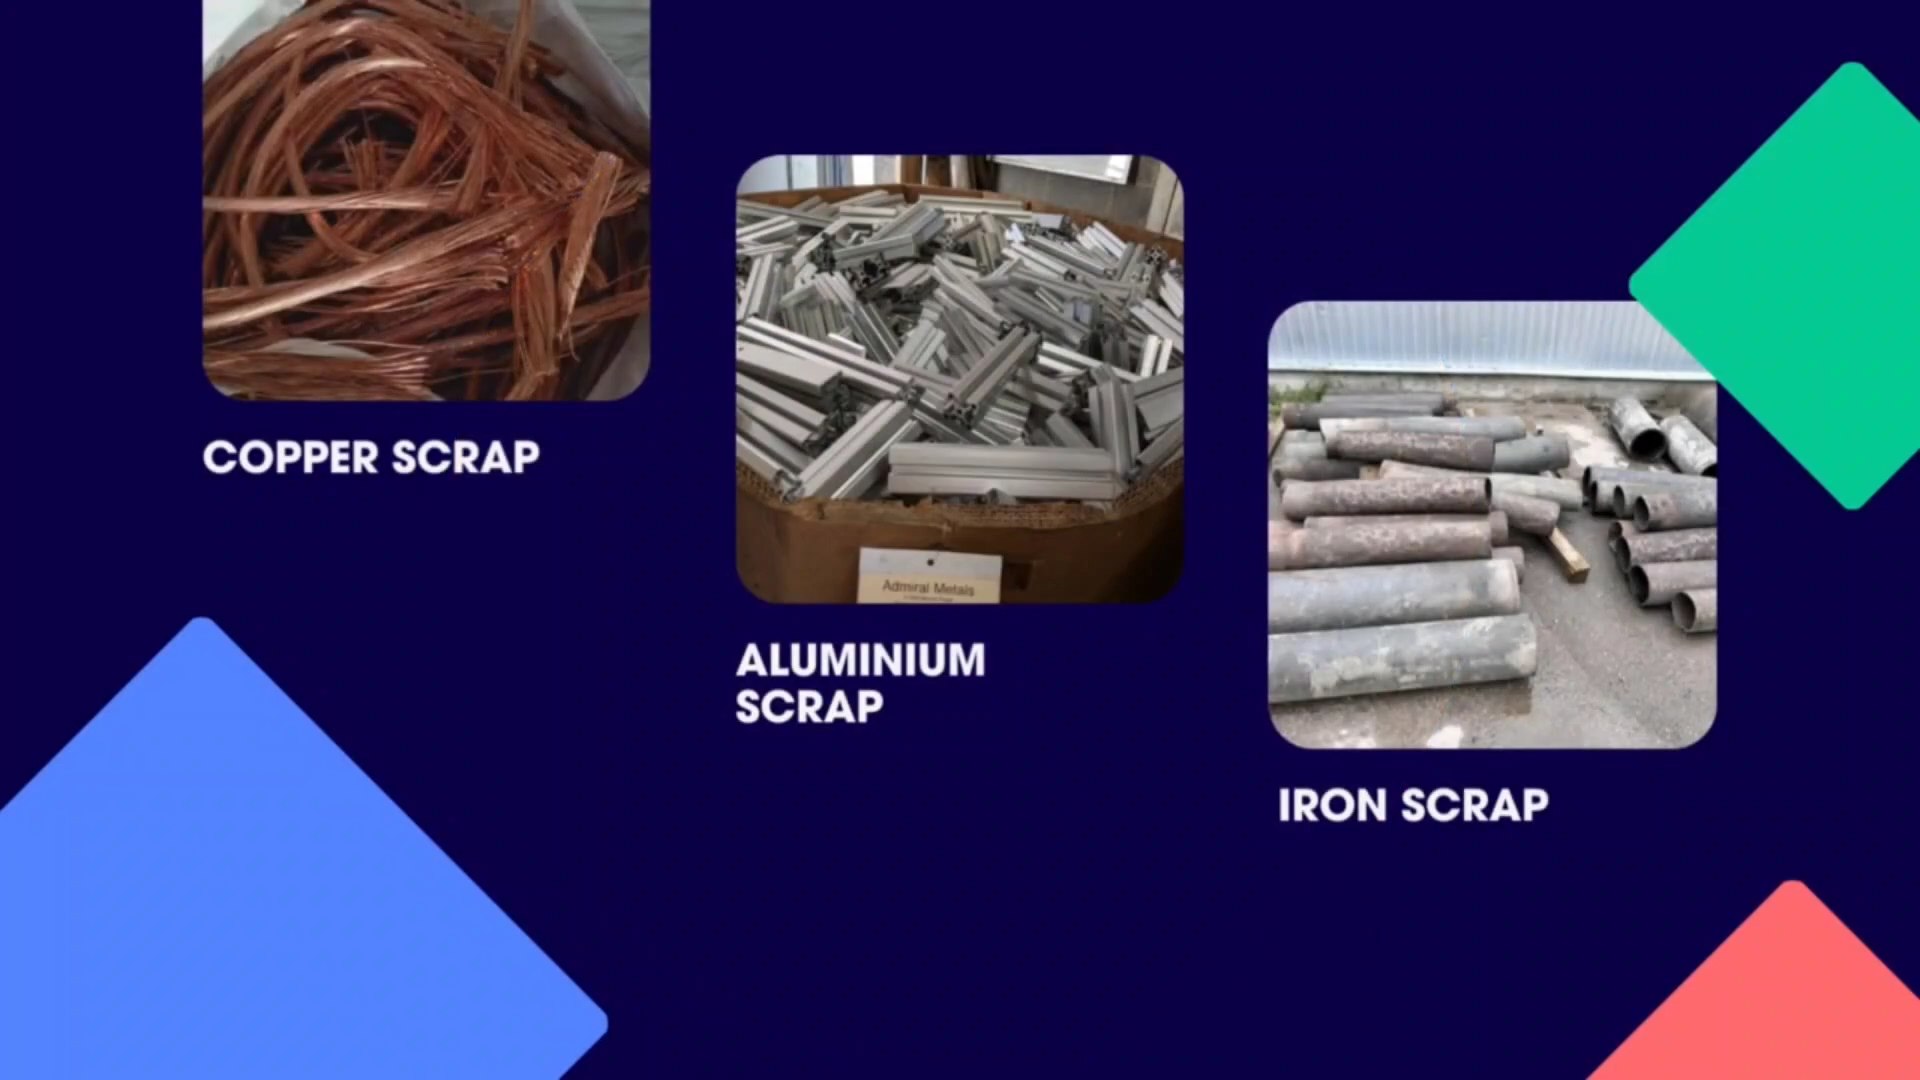 COPPER SCRAP
Admiral Metals
ALUMINIUM
SCRAP
IRON SCRAP